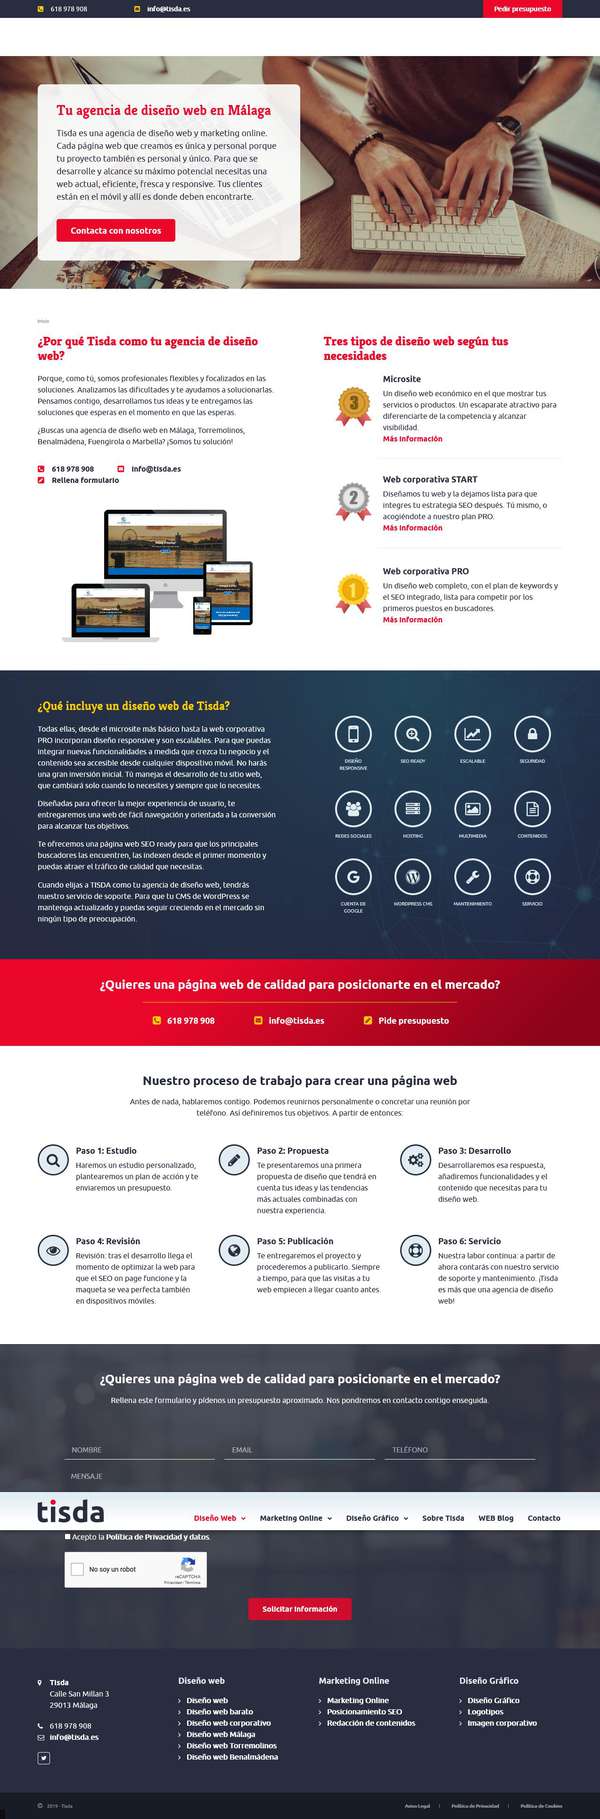 618 978 908
info@tisda.es
Pedir presupuesto
Tu agencia de diseño web en Málaga
Tisda es una agencia de diseño web y marketing online.
Cada página web que creamos es única y personal porque
tu proyecto también es personal y único. Para que se
desarrolle y alcance su máximo potencial necesitas una
web actual, eficiente, fresca y responsive. Tus clientes
están en el móvil y allí es donde deben encontrarte.
Contacta con nosotros
Inicio
¿Por qué Tisda como tu agencia de diseño
web?
Porque, como tú, somos profesionales flexibles y focalizados en las
soluciones. Analizamos las dificultades y te ayudamos a solucionarlas.
Pensamos contigo, desarrollamos tus ideas y te entregamos las
soluciones que esperas en el momento en que las esperas.
¿Buscas una agencia de diseño web en Málaga, Torremolinos,
Benalmádena, Fuengirola o Marbella? ¡Somos tu solución!
618 978 908
info@tisda.es
Rellena formulario
Tres tipos de diseño web según tus
necesidades
3
Microsite
Un diseño web económico en el que mostrar tus
servicios o productos. Un escaparate atractivo para
diferenciarte de la competencia y alcanzar
visibilidad.
Más información
2
Web corporativa START
Diseñamos tu web y la dejamos lista para que
integres tu estrategia SEO después. Tú mismo, o
acogiéndote a nuestro plan PRO.
Más información
1
Web corporativa PRO
Un diseño web completo, con el plan de keywords y
el SEO integrado, lista para competir por los
primeros puestos en buscadores.
Más información
¿Qué incluye un diseño web de Tisda?
Todas ellas, desde el microsite más básico hasta la web corporativa
PRO incorporan diseño responsive y son escalables. Para que puedas
integrar nuevas funcionalidades a medida que crezca tu negocio y el
contenido sea accesible desde cualquier dispositivo móvil. No harás
una gran inversión inicial. Tú manejas el desarrollo de tu sitio web,
que cambiará solo cuando lo necesites y siempre que lo necesites.
Diseñadas para ofrecer la mejor experiencia de usuario, te
entregaremos una web de fácil navegación y orientada a la conversión
para alcanzar tus objetivos.
Te ofrecemos una página web SEO ready para que los principales
buscadores las encuentren, las indexen desde el primer momento y
puedas atraer el tráfico de calidad que necesitas.
Cuando elijas a TISDA como tu agencia de diseño web, tendrás
nuestro servicio de soporte. Para que tu CMS de WordPress se
mantenga actualizado y puedas seguir creciendo en el mercado sin
ningún tipo de preocupación.
DISEÑO
RESPONSIVE
SEO READY
ESCALABLE
SEGURIDAD
REDES SOCIALES
HOSTING
MULTIMEDIA
CONTENIDOS
CUENTA DE
GOOGLE
WORDPRESS CMS
MANTENIMIENTO
SERVICIO
¿Quieres una página web de calidad para posicionarte en el mercado?
618 978 908
info@tisda.es
Pide presupuesto
Nuestro proceso de trabajo para crear una página web
Antes de nada, hablaremos contigo. Podemos reunirnos personalmente o concretar una reunión por
teléfono. Así definiremos tus objetivos. A partir de entonces:
Paso 1: Estudio
Haremos un estudio personalizado,
plantearemos un plan de acción y te
enviaremos un presupuesto.
Paso 2: Propuesta
Te presentaremos una primera
propuesta de diseño que tendrá en
cuenta tus ideas y las tendencias
más actuales combinadas con
nuestra experiencia.
Paso 3: Desarrollo
Desarrollaremos esa respuesta,
añadiremos funcionalidades y el
contenido que necesitas para tu
diseño web.
Paso 4: Revisión
Revisión: tras el desarrollo llega el
momento de optimizar la web para
que el SEO on page funcione y la
maqueta se vea perfecta también
en dispositivos móviles.
Paso 5: Publicación
Te entregaremos el proyecto y
procederemos a publicarlo. Siempre
a tiempo, para que las visitas a tu
web empiecen a llegar cuanto antes.
Paso 6: Servicio
Nuestra labor continua: a partir de
ahora contarás con nuestro servicio
de soporte y mantenimiento. ¡Tisda
es más que una agencia de diseño
web!
¿Quieres una página web de calidad para posicionarte en el mercado?
Rellena este formulario y pídenos un presupuesto aproximado. Nos pondremos en contacto contigo enseguida.
NOMBRE
EMAIL
TELÉFONO
MENSAJE
tisda
Diseño Web
Marketing Online
Diseño Gráfico
Sobre Tisda
WEB Blog
Contacto
Acepto la Política de Privacidad y datos.
No soy un robot
reCAPTCHA
Privacidad - Términos
Solicitar información
Tisda
Calle San Millan 3
29013 Málaga
618 978 908
info@tisda.es
Diseño web
Diseño web
Diseño web barato
Diseño web corporativo
Diseño web Málaga
Diseño web Torremolinos
Diseño web Benalmádena
Marketing Online
Marketing Online
Posicionamiento SEO
Redacción de contenidos
Diseño Gráfico
Diseño Gráfico
Logotipos
Imagen corporativo
© 2019 - Tisda
Aviso Legal | Política de Privacidad | Política de Cookies